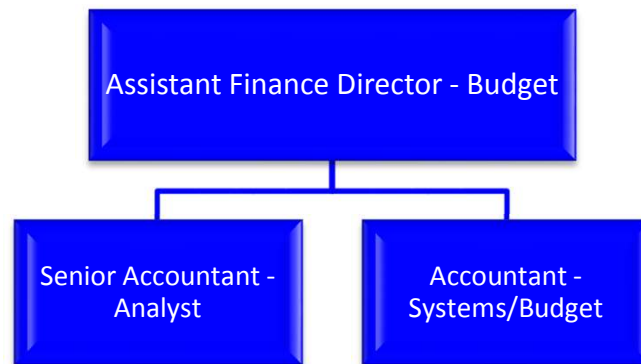 Assistant Finance Director - Budget
Senior Accountant -
Analyst
Accountant -
Systems/Budget